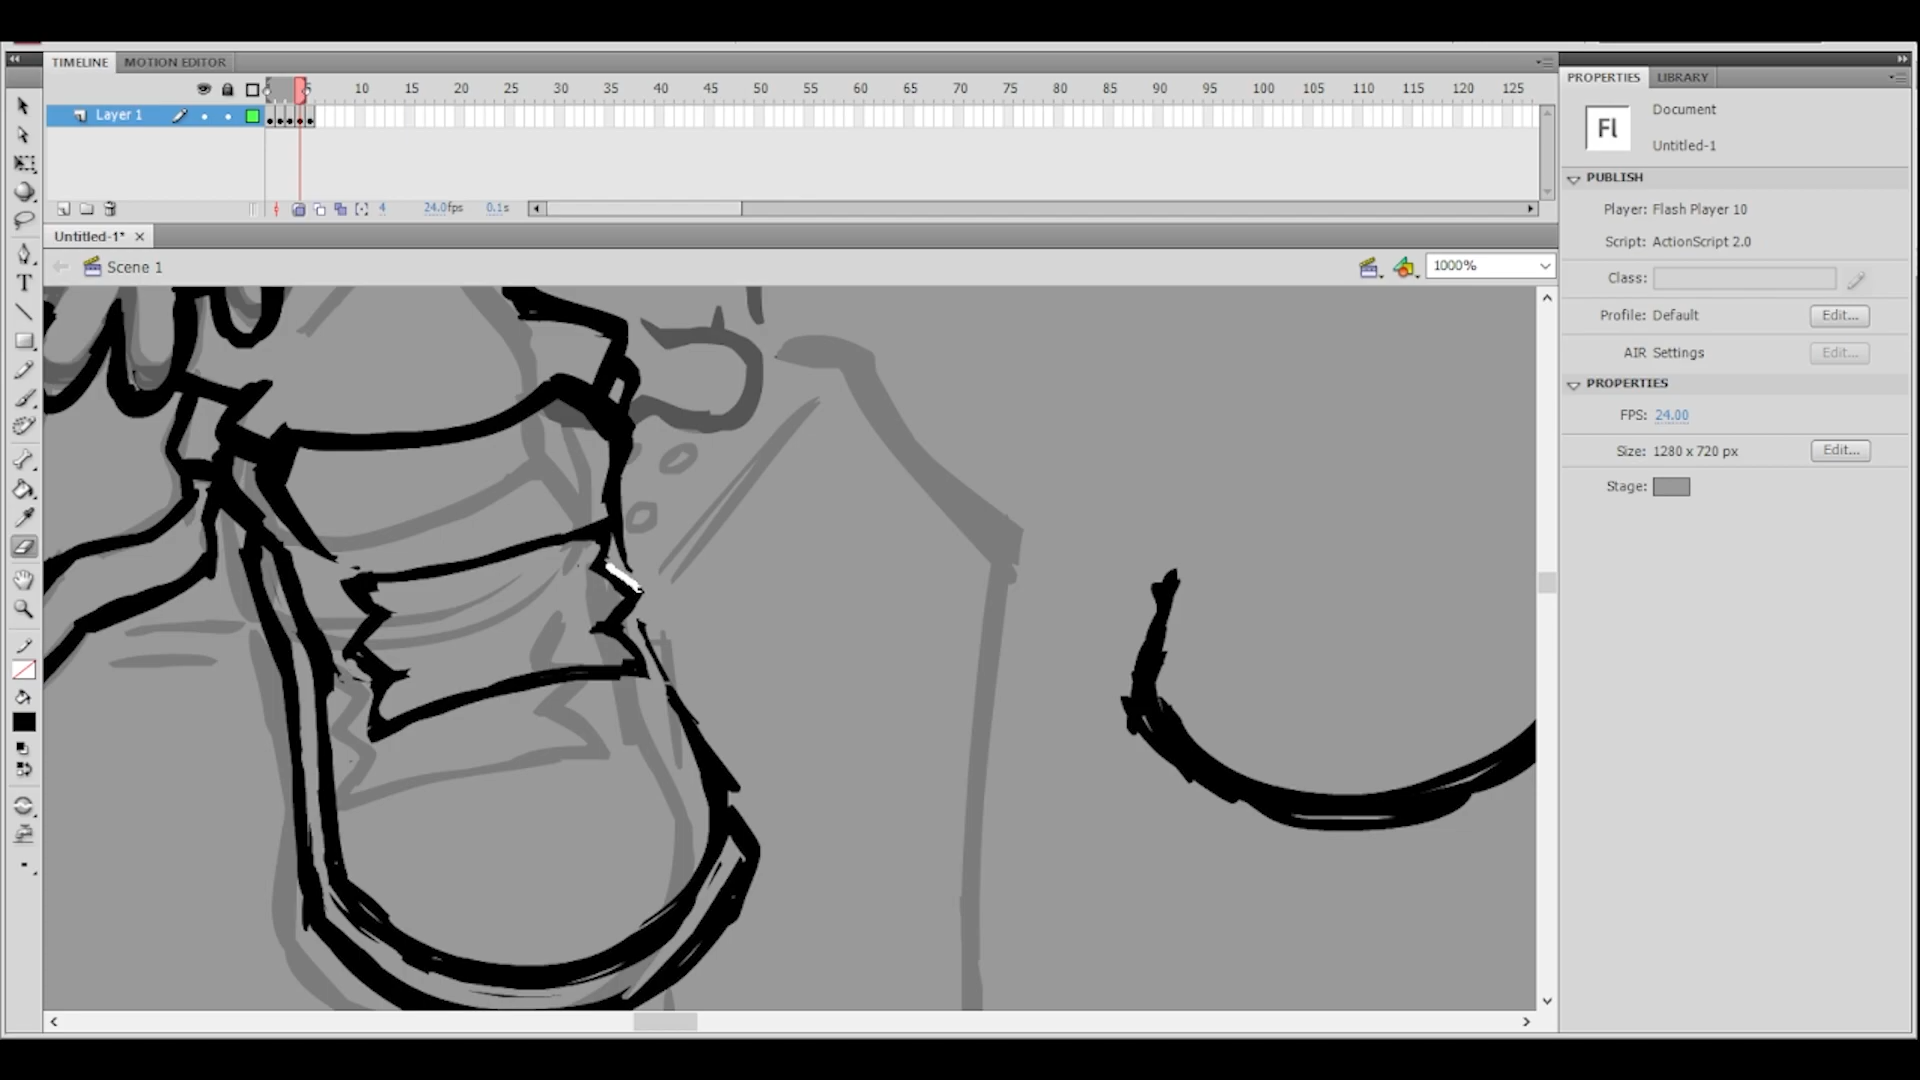 TIMELINE MOTION EDITOR
5 10 15 20 25 30 35 40 45 50 55 60 65 70 75 80 85 90 95 100 105 110 115 120 125
Layer 1
4 24.0fps 0.1s
Untitled-1* ×
Scene 1
1000%
T
PROPERTIES LIBRARY
Fl
Document
Untitled-1
PUBLISH
Player: Flash Player 10
Script: ActionScript 2.0
Class:
Profile: Default Edit...
AIR Settings Edit...
PROPERTIES
FPS: 24.00
Size: 1280 x 720 px Edit...
Stage: